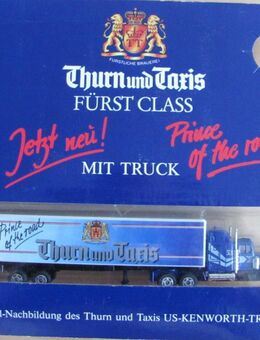 FÜRSTLICHE BRAUEREI
Thurn und Taxis
FÜRST CLASS
Jetzt neu!
Prince
of the ro
MIT TRUCK
Prince
of the road
Thurn und Taxis
l-Nachbildung des Thurn und Taxis US-KENWORTH-TR